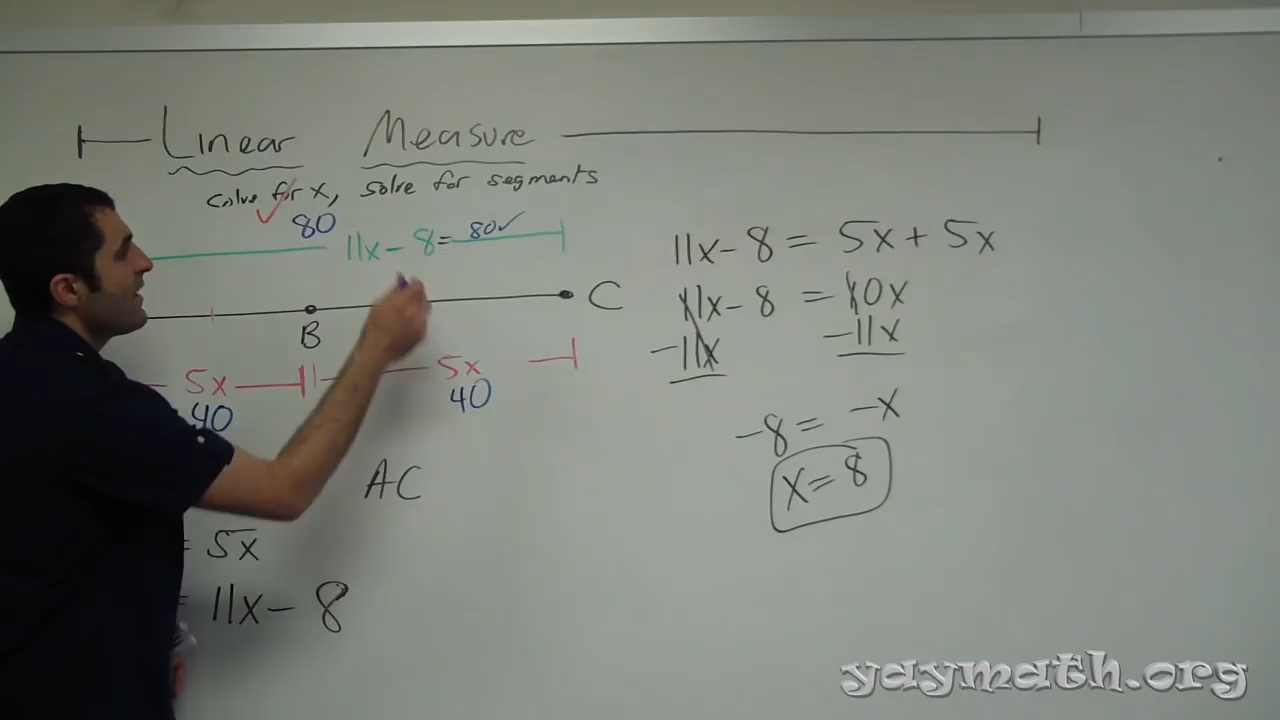 Linear Measure
solve for x, solve for segments
80
11x - 8 = 80✓
B
C
5x
5x
40
40
AC
= 5x
= 11x - 8
11x - 8 = 5x + 5x
11x - 8 = 10x
-11x -11x
-8 = -x
x = 8
yaymath.org